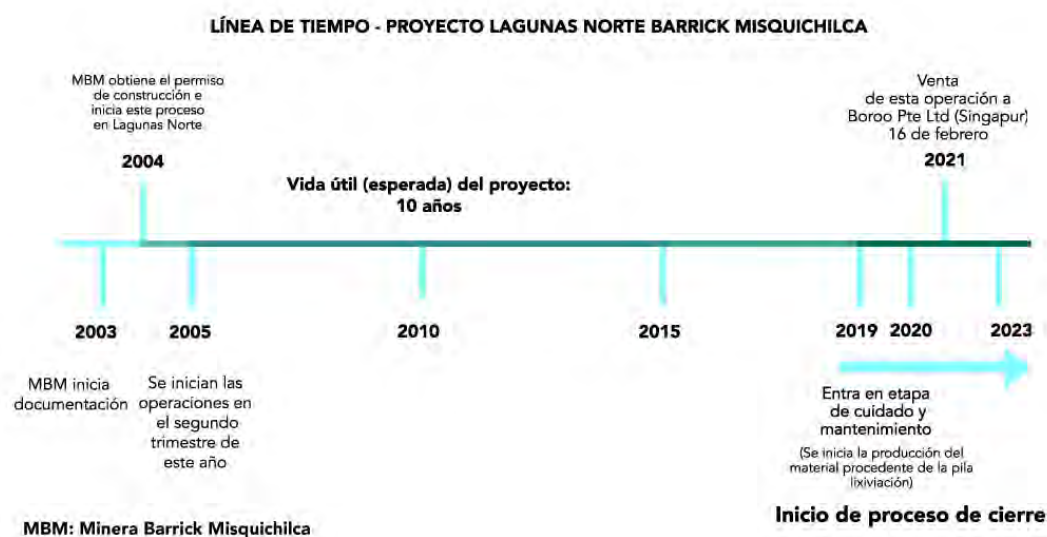 LÍNEA DE TIEMPO - PROYECTO LAGUNAS NORTE BARRICK MISQUICHILCA
MBM obtiene el permiso
de construcción e
inicia este proceso
en Lagunas Norte
2004
Venta
de esta operación a
Boroo Pte Ltd (Singapur)
16 de febrero
2021
Vida útil (esperada) del proyecto:
10 años
2003
2005
2010
2015
2019
2020
2023
MBM inicia
documentación
Se inician las
operaciones en
el segundo
trimestre de
este año
Entra en etapa
de cuidado y
mantenimiento
(Se inicia la producción del
material procedente de la pila
lixiviación)
Inicio de proceso de cierre
MBM: Minera Barrick Misquichilca